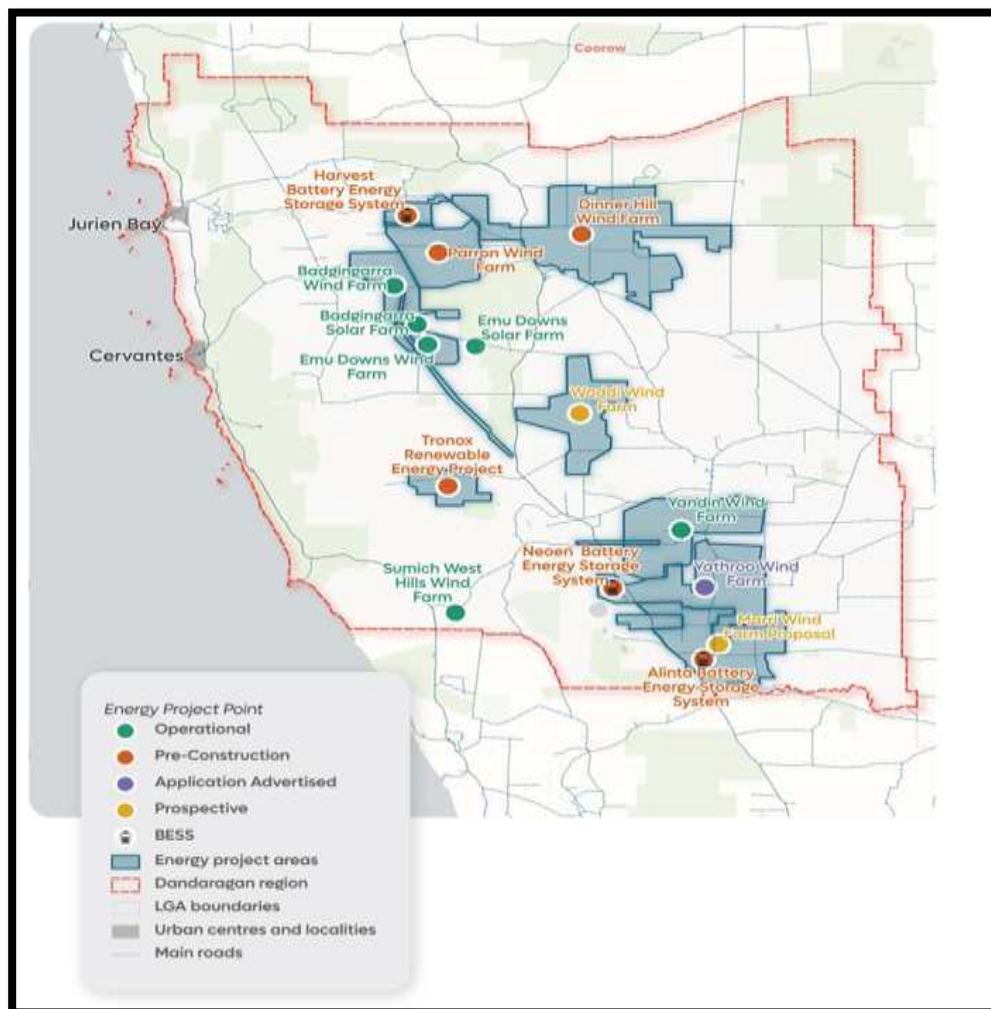 Coorow
Harvest
Battery Energy
Storage System
Dinner Hill
Wind Farm
Jurien Bay
Parron Wind
Farm
Badgingarra
Wind Farm
Badgingarra
Solar Farm
Emu Downs
Solar Farm
Cervantes
Emu Downs Wind
Farm
Waddi Wind
Farm
Tronox
Renewable
Energy Project
Yandin Wind
Farm
Neoen Battery
Energy Storage
System
Yathroo Wind
Farm
Sumich West
Hills Wind
Farm
Marri Wind
Farm Proposal
Alinta Battery
Energy Storage
System
Energy Project Point
Operational
Pre-Construction
Application Advertised
Prospective
BESS
Energy project areas
Dandaragan region
LGA boundaries
Urban centres and localities
Main roads